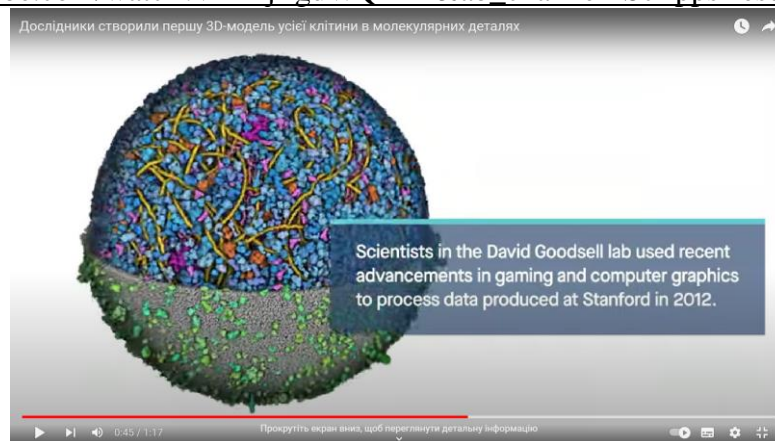 Дослідники створили першу 3D-модель усієї клітини в молекулярних деталях
Scientists in the David Goodsell lab used recent
advancements in gaming and computer graphics
to process data produced at Stanford in 2012.
0:45 / 1:17
Прокрутіть екран вниз, щоб переглянути детальну інформацію